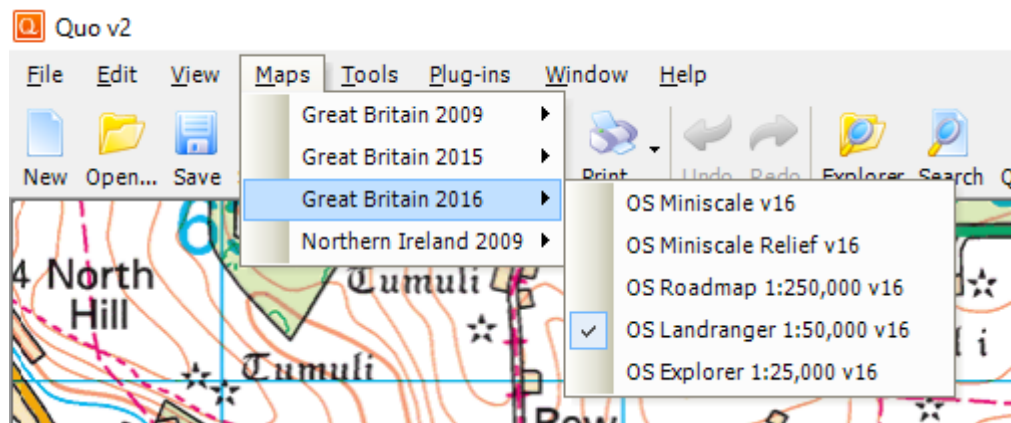 Quo v2
File Edit View Maps Tools Plug-ins Window Help
Great Britain 2009
Great Britain 2015
Great Britain 2016
Northern Ireland 2009
New Open... Save Print Undo Redo Explorer Search Q
OS Miniscale v16
OS Miniscale Relief v16
OS Roadmap 1:250,000 v16
OS Landranger 1:50,000 v16
OS Explorer 1:25,000 v16
6
4 North
Hill
Tumuli
Tumuli
li